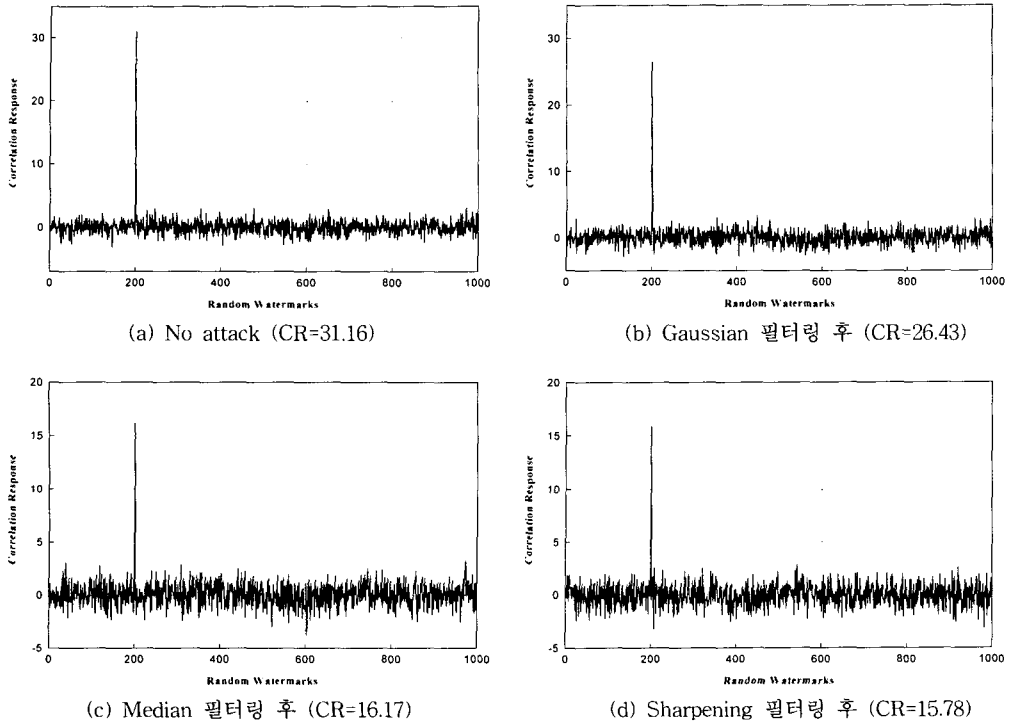 30
20
10
0
Correlation Response
0 200 400 600 800 1000
Random Watermarks
(a) No attack (CR=31.16)
30
20
10
0
Correlation Response
0 200 400 600 800 1000
Random Watermarks
(b) Gaussian 필터링 후 (CR=26.43)
20
15
10
5
0
-5
Correlation Response
0 200 400 600 800 1000
Random Watermarks
(c) Median 필터링 후 (CR=16.17)
20
15
10
5
0
-5
Correlation Response
0 200 400 600 800 1000
Random Watermarks
(d) Sharpening 필터링 후 (CR=15.78)